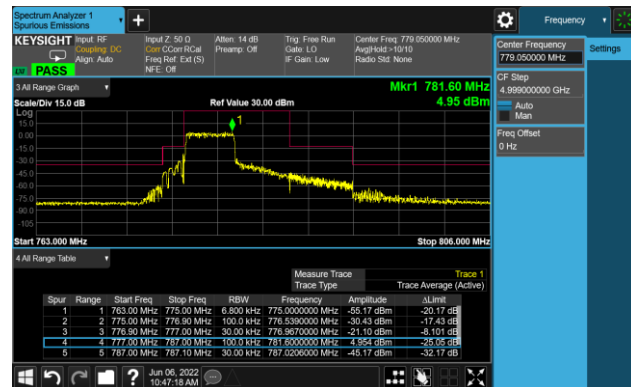 Spectrum Analyzer 1
Spurious Emissions
Frequency
KEYSIGHT Input: RF
Coupling: DC
Align: Auto
Input Z: 50 Ω
Corr CCorr RCal
Freq Ref: Ext (S)
NFE: Off
Atten: 14 dB
Preamp: Off
Trig: Free Run
Gate: LO
IF Gain: Low
Center Freq: 779.050000 MHz
Avg|Hold:>10/10
Radio Std: None
PASS
Center Frequency
779.050000 MHz
Settings
CF Step
4.999000000 GHz
Auto
Man
Freq Offset
0 Hz
3 All Range Graph
Mkr1 781.60 MHz
4.95 dBm
Scale/Div 15.0 dB
Ref Value 30.00 dBm
Log
15.0
0.00
-15.0
-30.0
-45.0
-60.0
-75.0
-90.0
-105
1
Start 763.000 MHz
Stop 806.000 MHz
4 All Range Table
Measure Trace Trace 1
Trace Type Trace Average (Active)
Spur Range Start Freq Stop Freq RBW Frequency Amplitude ΔLimit
1 1 763.00 MHz 775.00 MHz 6.800 kHz 775.0000000 MHz -55.17 dBm -20.17 dB
2 2 775.00 MHz 776.90 MHz 100.0 kHz 776.5390000 MHz -30.43 dBm -17.43 dB
3 3 776.90 MHz 777.00 MHz 30.00 kHz 776.9670000 MHz -21.10 dBm -8.101 dB
4 4 777.00 MHz 787.00 MHz 100.0 kHz 781.6000000 MHz 4.954 dBm -25.05 dB
5 5 787.00 MHz 787.10 MHz 30.00 kHz 787.0206000 MHz -45.17 dBm -32.17 dB
?
Jun 06, 2022
10:47:18 AM